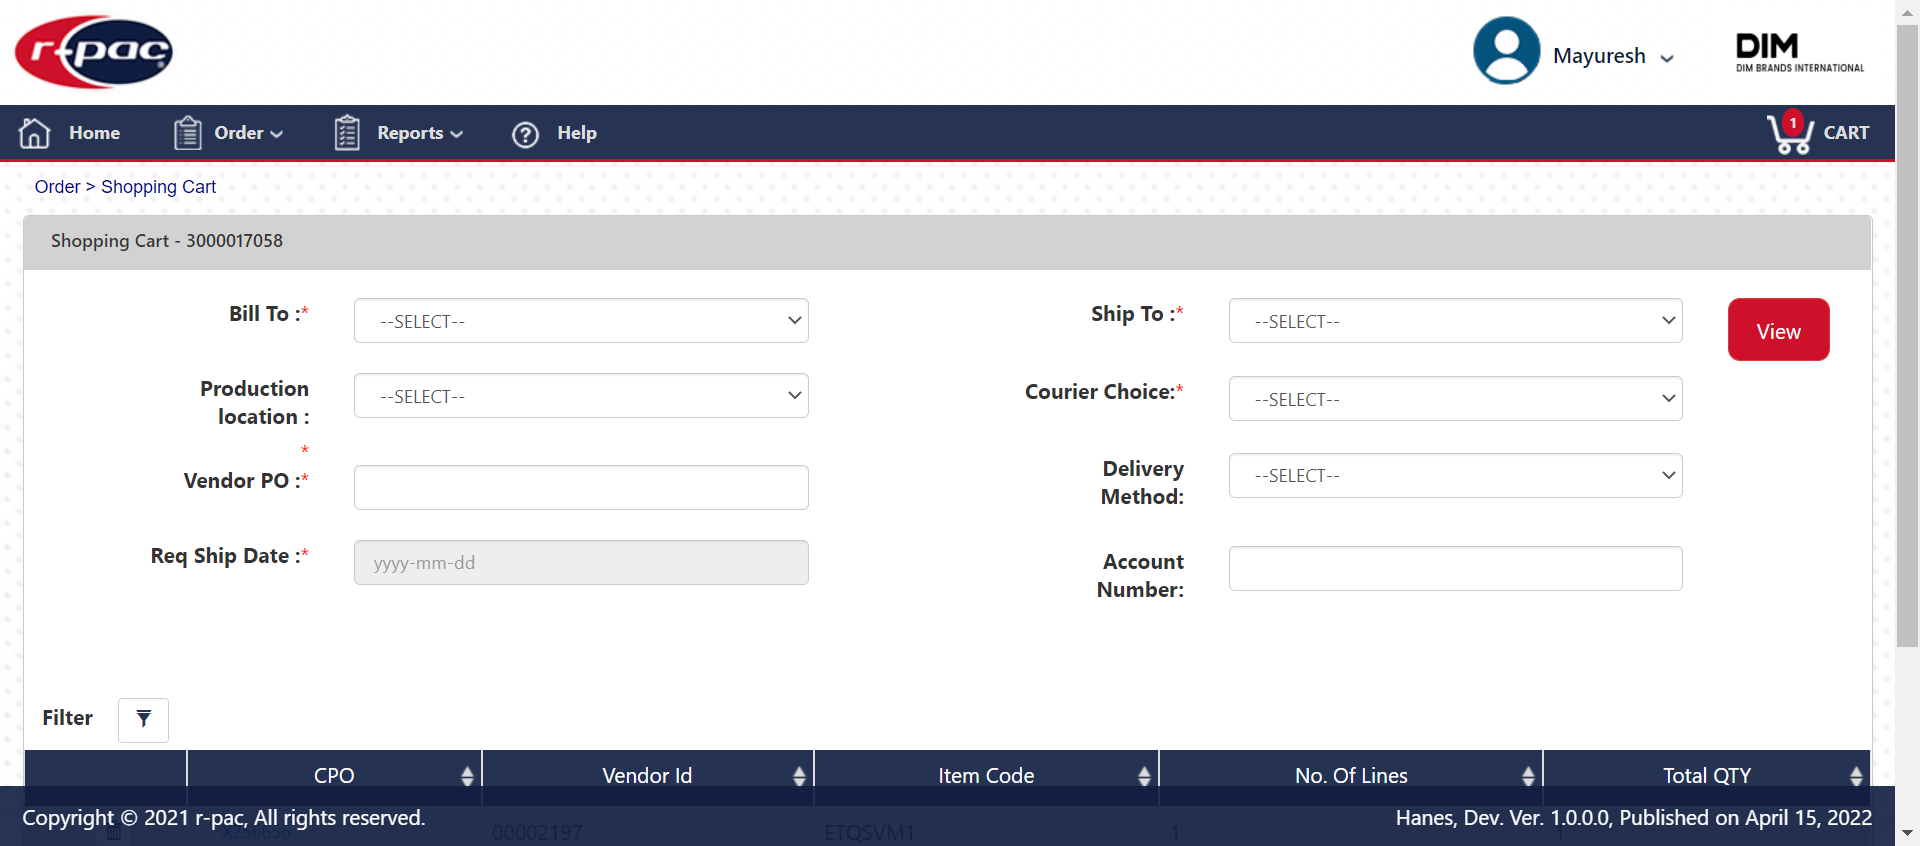 r-pac
Mayuresh
DIM
DIM BRANDS INTERNATIONAL
Home
Order
Reports
Help
1
CART
Order > Shopping Cart
Shopping Cart - 3000017058
Bill To :*
--SELECT--
Ship To :*
--SELECT--
View
Production
location :
*
--SELECT--
Courier Choice:*
--SELECT--
Vendor PO :*
Delivery
Method:
--SELECT--
Req Ship Date :*
yyyy-mm-dd
Account
Number:
Filter
CPO
Vendor Id
Item Code
No. Of Lines
Total QTY
Copyright © 2021 r-pac, All rights reserved.
Hanes, Dev. Ver. 1.0.0.0, Published on April 15, 2022
00002197
ETQSVM1
1
1